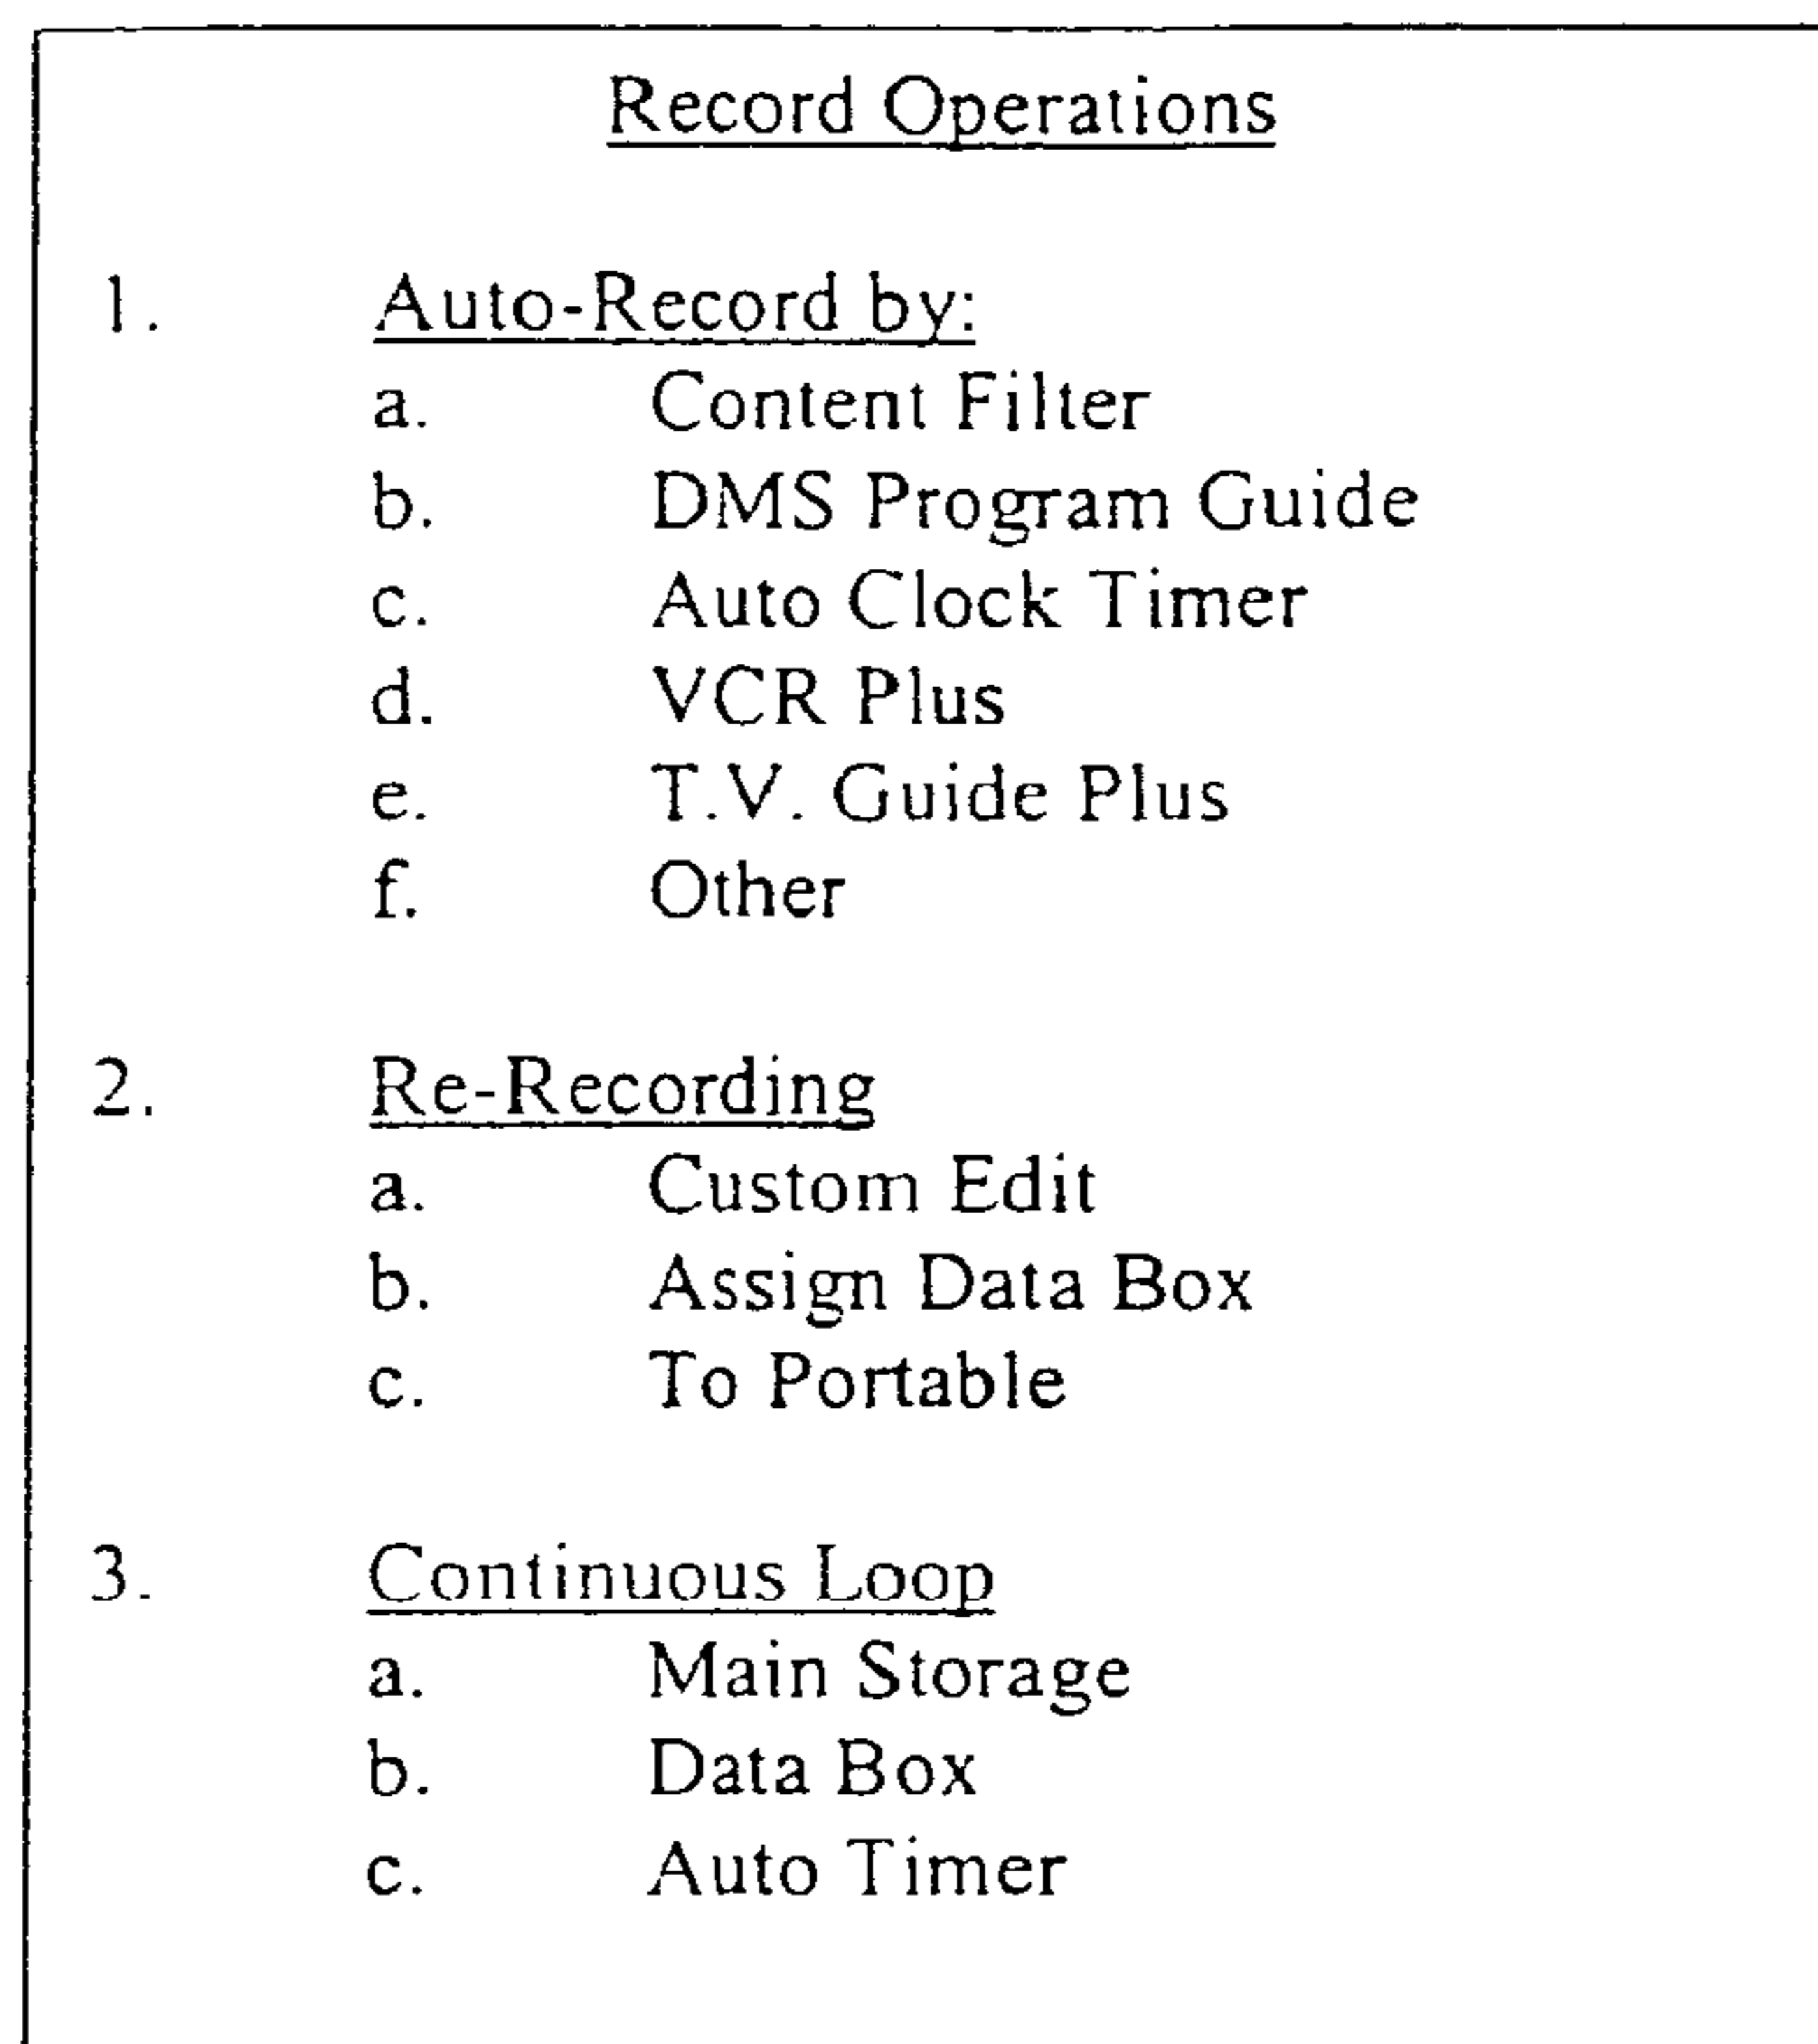 Record Operations
1. Auto-Record by:
a. Content Filter
b. DMS Program Guide
c. Auto Clock Timer
d. VCR Plus
e. T.V. Guide Plus
f. Other
2. Re-Recording
a. Custom Edit
b. Assign Data Box
c. To Portable
3. Continuous Loop
a. Main Storage
b. Data Box
c. Auto Timer